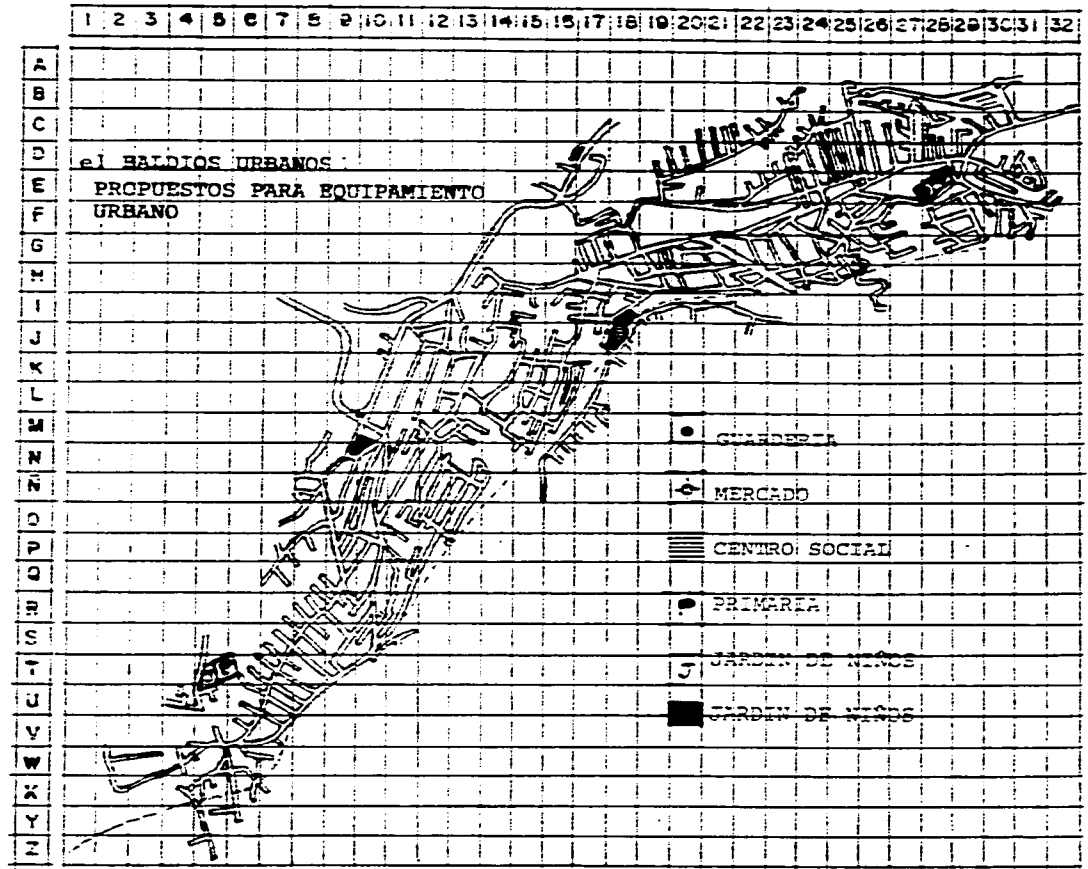 1 2 3 4 5 6 7 8 9 10 11 12 13 14 15 16 17 18 19 20 21 22 23 24 25 26 27 28 29 30 31 32
A
B
C
D
E
F
G
H
I
J
K
L
M
N
Ñ
O
P
Q
R
S
T
U
V
W
X
Y
Z
e1 BALDIOS URBANOS
PROPUESTOS PARA EQUIPAMIENTO
URBANO
GUARDERIA
MERCADO
CENTRO SOCIAL
PRIMARIA
J JARDIN DE NIÑOS
JARDIN DE NIÑOS